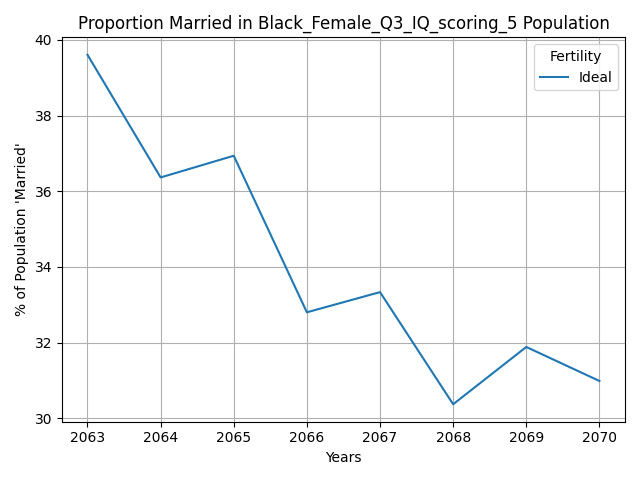 Proportion Married in Black_Female_Q3_IQ_scoring_5 Population
40
38
36
34
32
30
% of Population 'Married'
Fertility
Ideal
2063 2064 2065 2066 2067 2068 2069 2070
Years